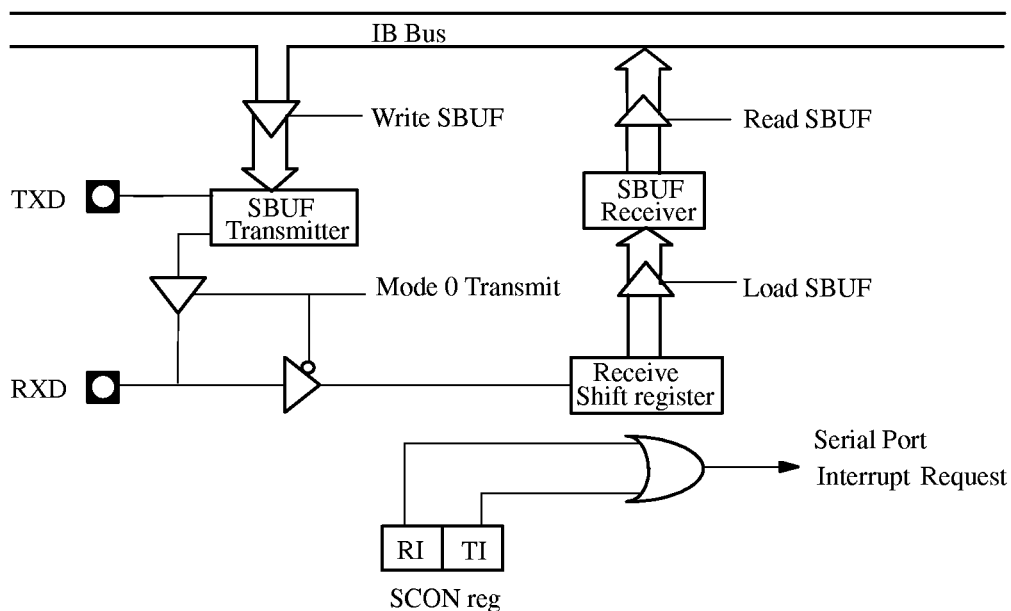 IB Bus
Write SBUF
Read SBUF
TXD
SBUF
Transmitter
SBUF
Receiver
Mode 0 Transmit
Load SBUF
RXD
Receive
Shift register
Serial Port
Interrupt Request
RI
TI
SCON reg